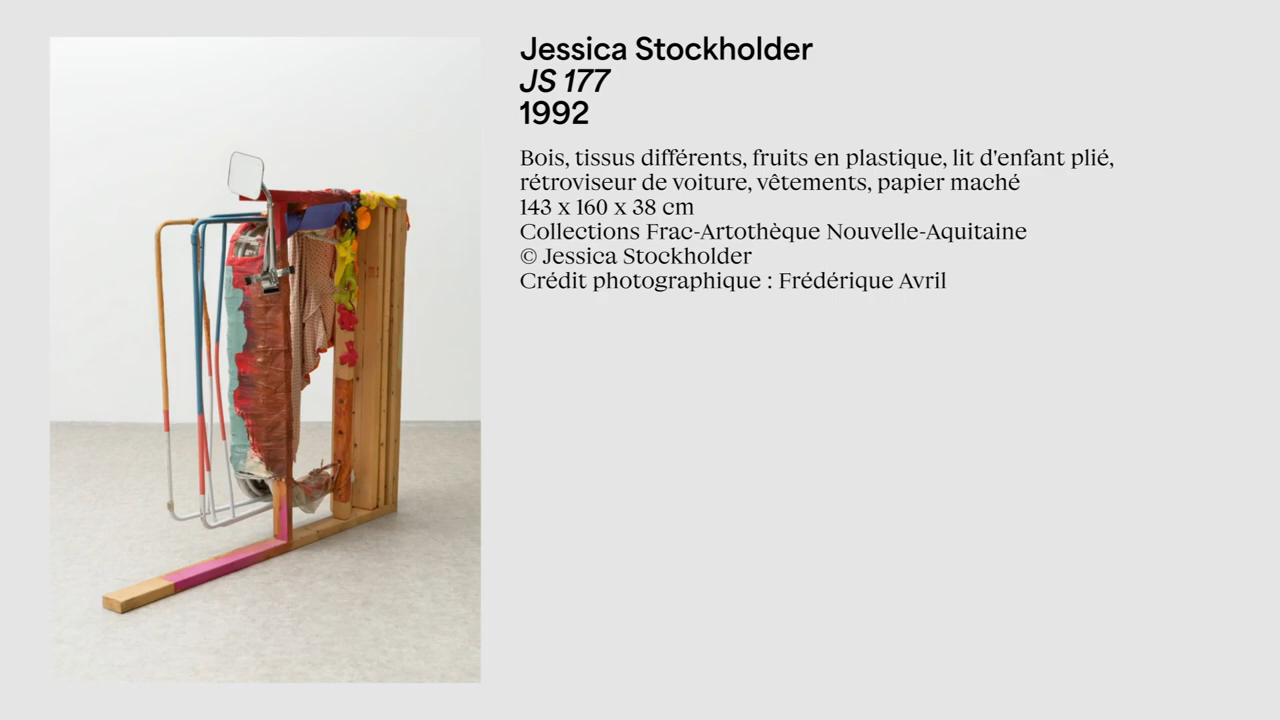 Jessica Stockholder
JS 177
1992
Bois, tissus différents, fruits en plastique, lit d'enfant plié,
rétroviseur de voiture, vêtements, papier maché
143 x 160 x 38 cm
Collections Frac-Artothèque Nouvelle-Aquitaine
© Jessica Stockholder
Crédit photographique : Frédérique Avril